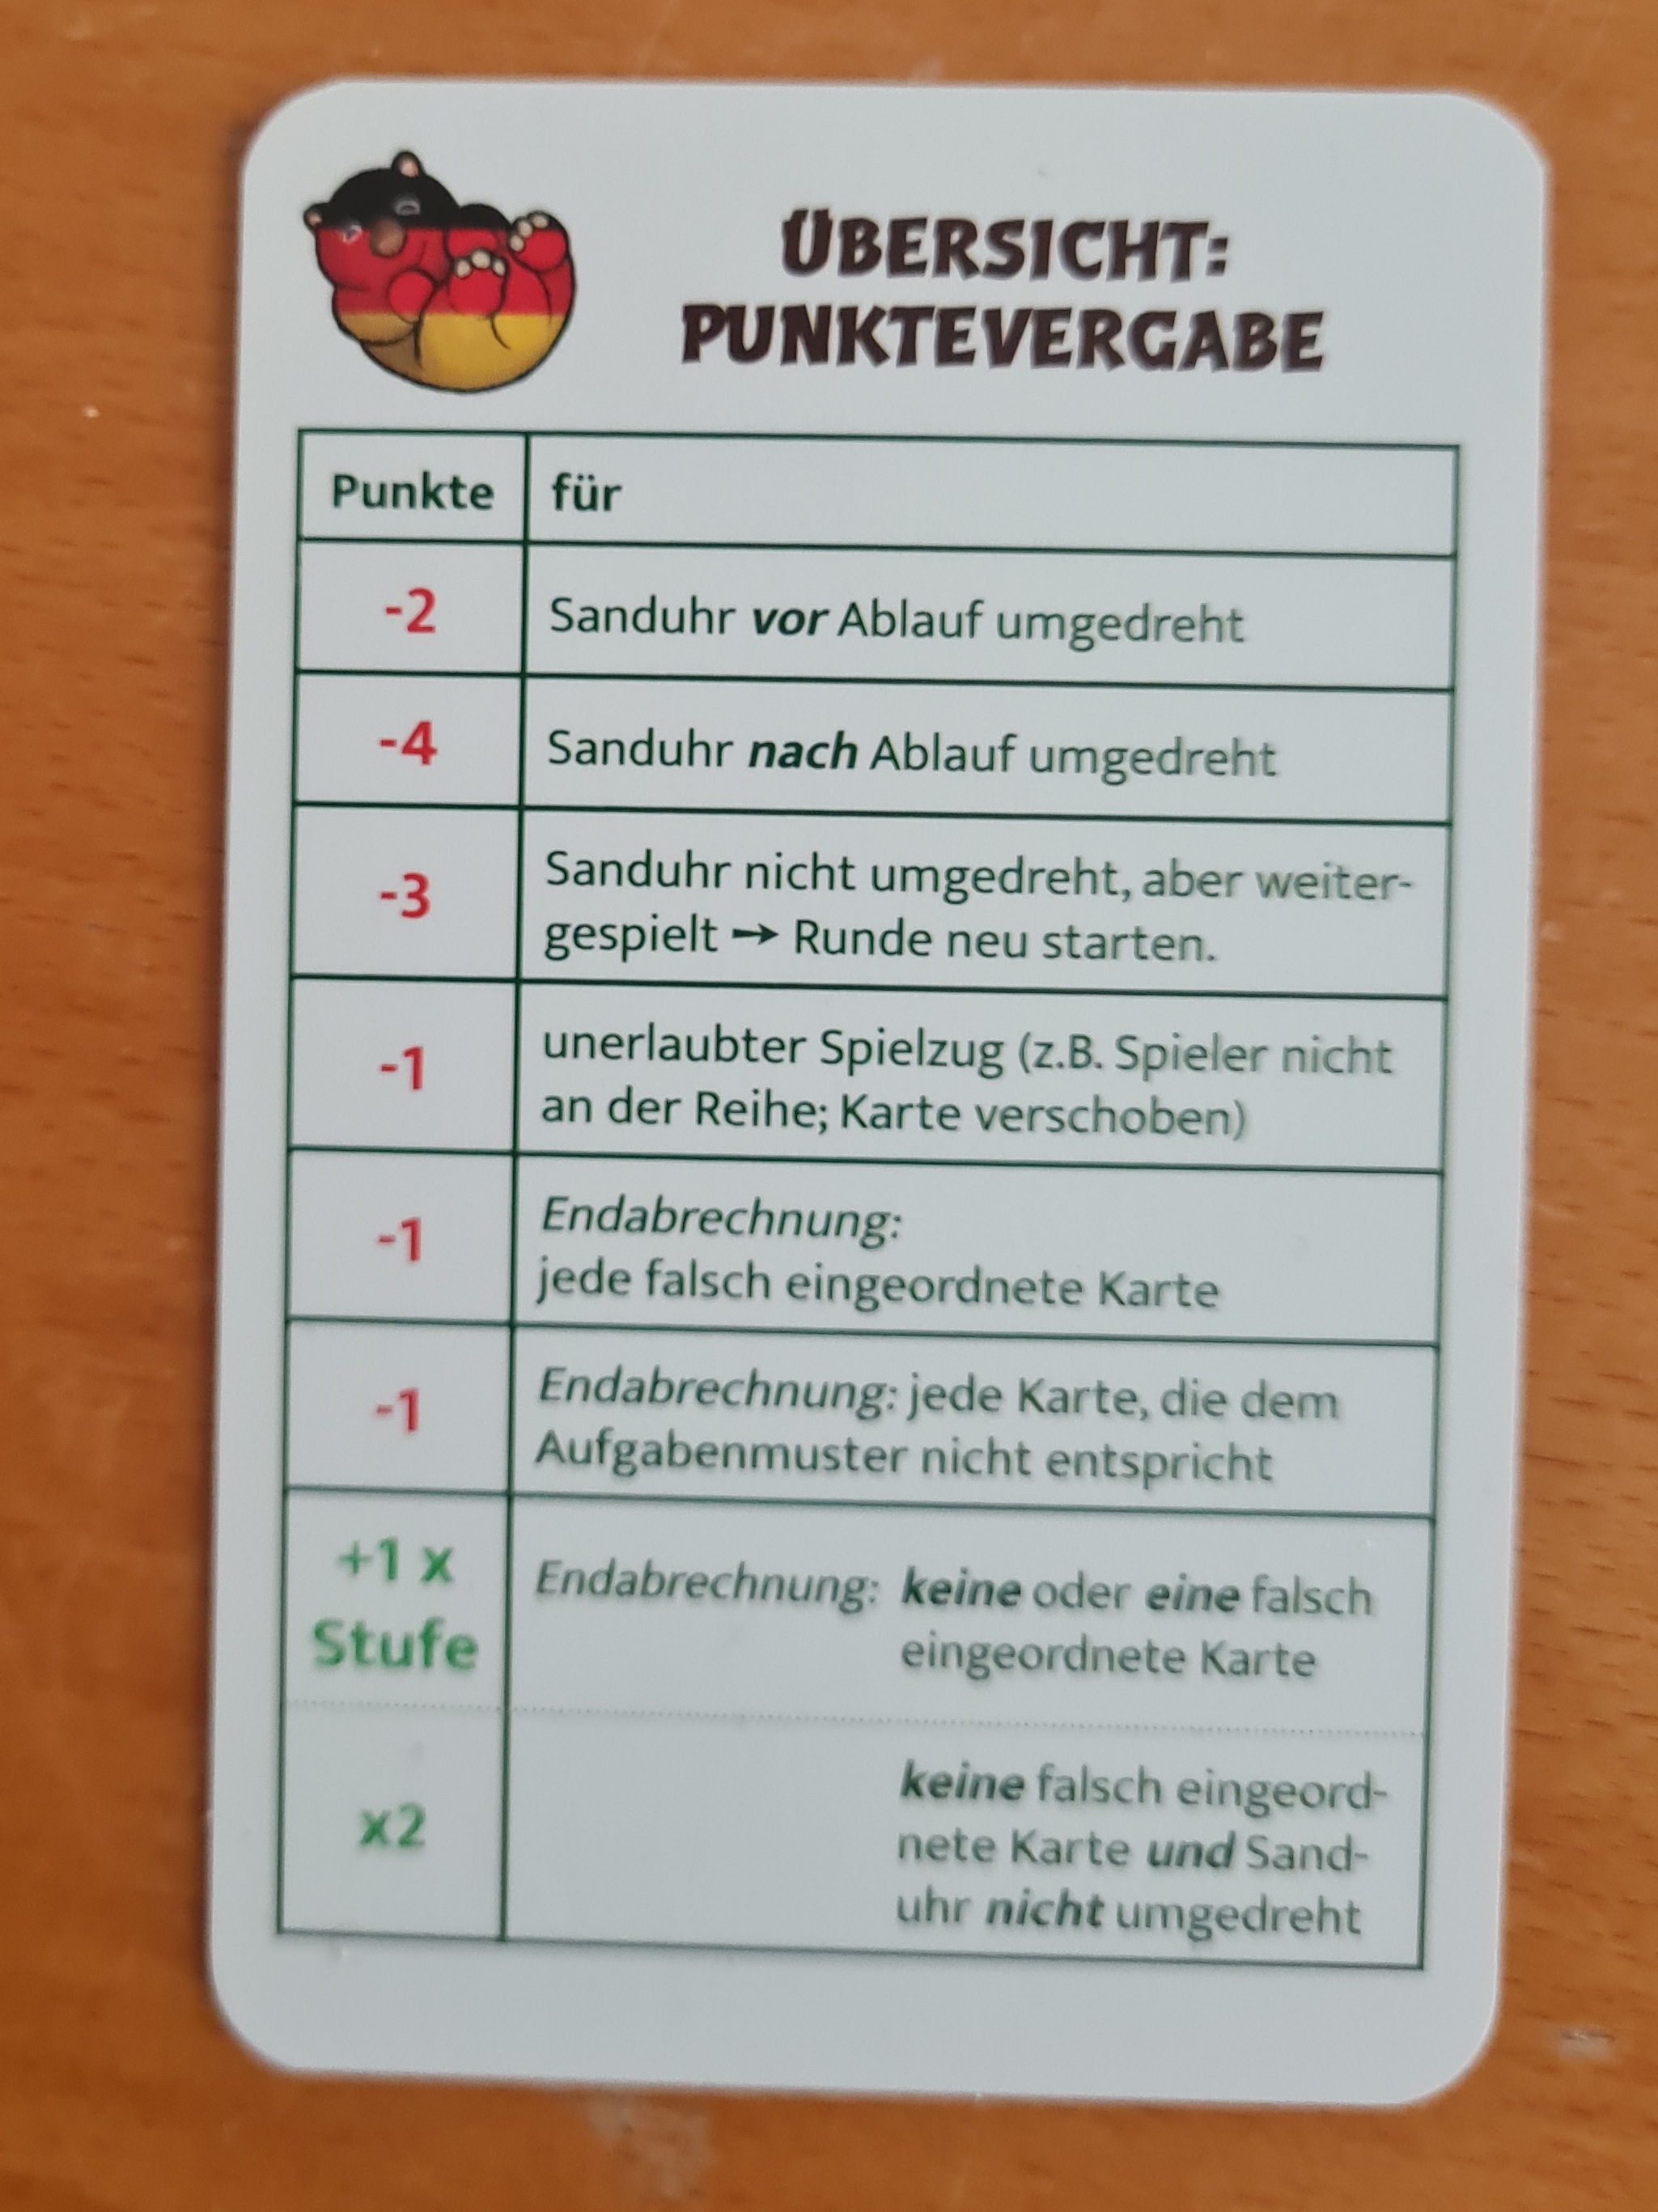 ÜBERSICHT:
PUNKTEVERGABE
Punkte für
-2 Sanduhr vor Ablauf umgedreht
-4 Sanduhr nach Ablauf umgedreht
-3 Sanduhr nicht umgedreht, aber weiter-
gespielt → Runde neu starten.
-1 unerlaubter Spielzug (z.B. Spieler nicht
an der Reihe; Karte verschoben)
-1 Endabrechnung:
jede falsch eingeordnete Karte
-1 Endabrechnung: jede Karte, die dem
Aufgabenmuster nicht entspricht
+1 x
Stufe
Endabrechnung: keine oder eine falsch
eingeordnete Karte
x2
keine falsch eingeord-
nete Karte und Sand-
uhr nicht umgedreht